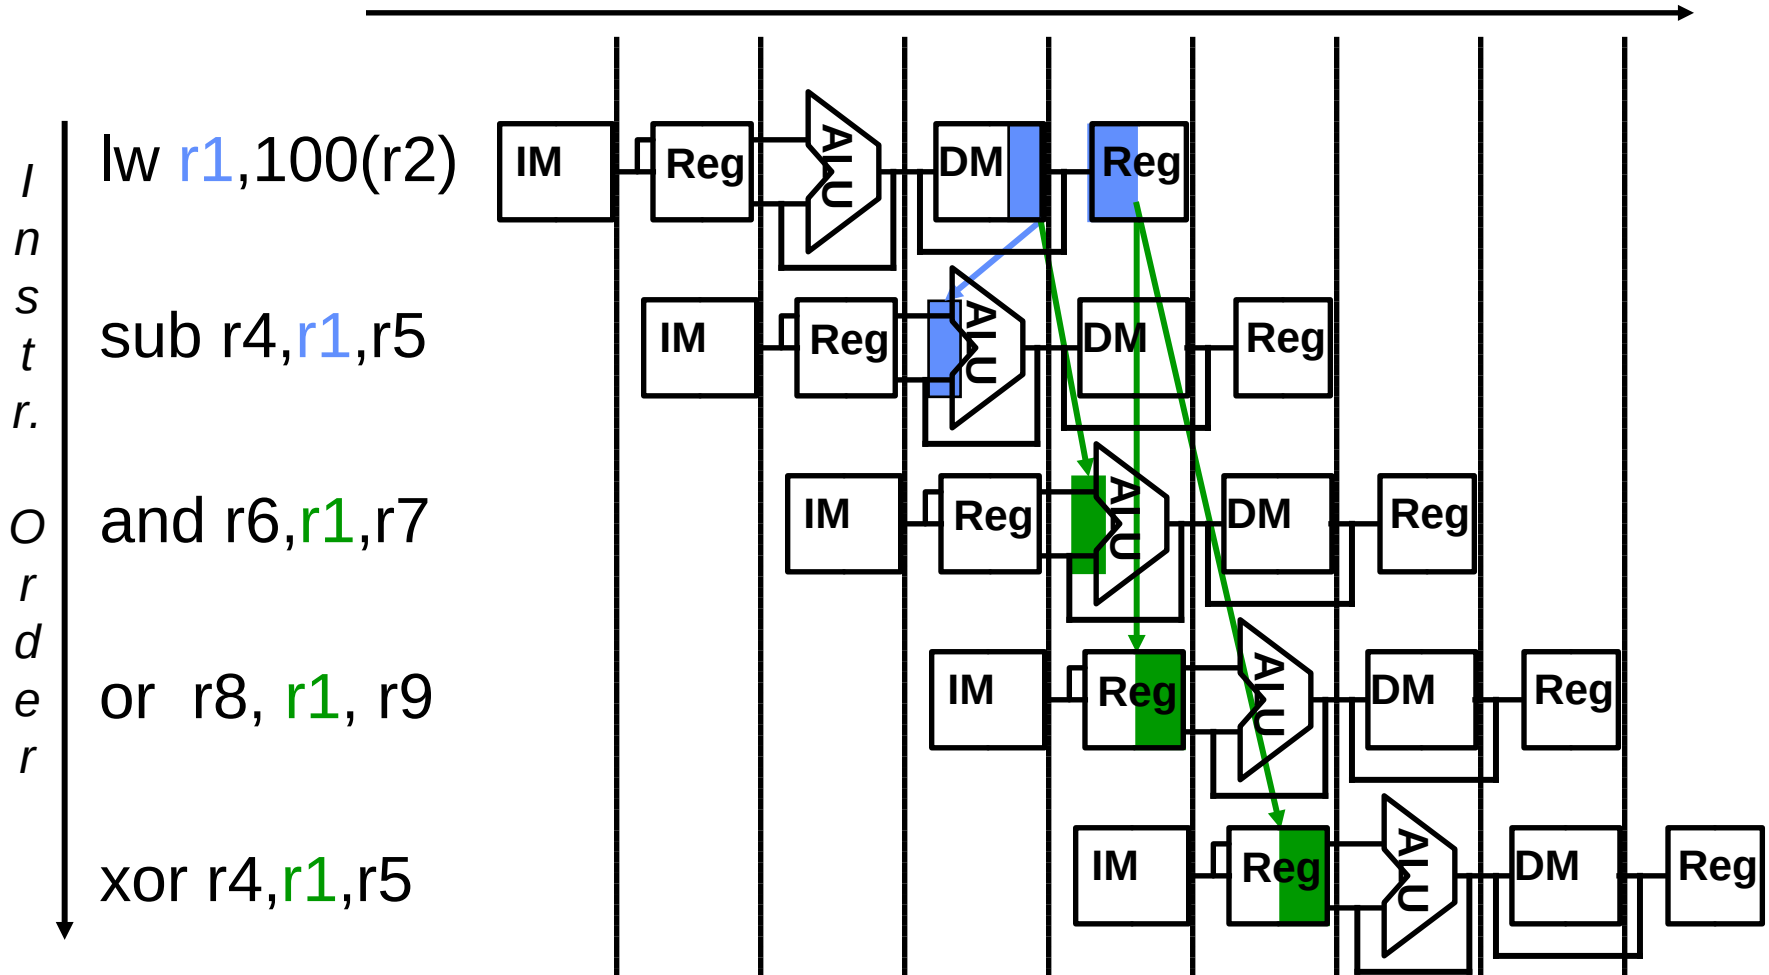 Instr. Order
lw r1,100(r2)
IM Reg ALU DM Reg
sub r4,r1,r5
IM Reg ALU DM Reg
and r6,r1,r7
IM Reg ALU DM Reg
or r8, r1, r9
IM Reg ALU DM Reg
xor r4,r1,r5
IM Reg ALU DM Reg